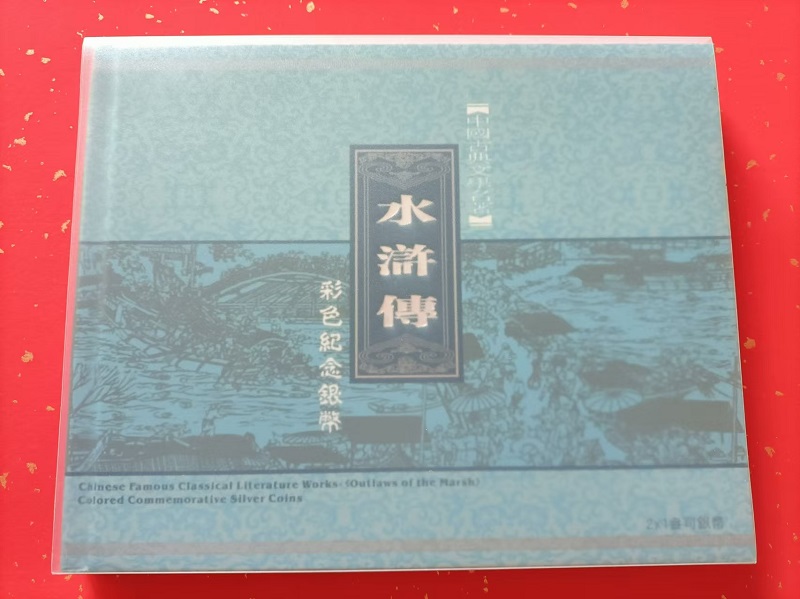 【中國古典文學名著】
水滸傳
彩色紀念銀幣
Chinese Famous Classical Literature Works-《Outlaws of the Marsh》
Colored Commemorative Silver Coins
2x1盎司銀幣